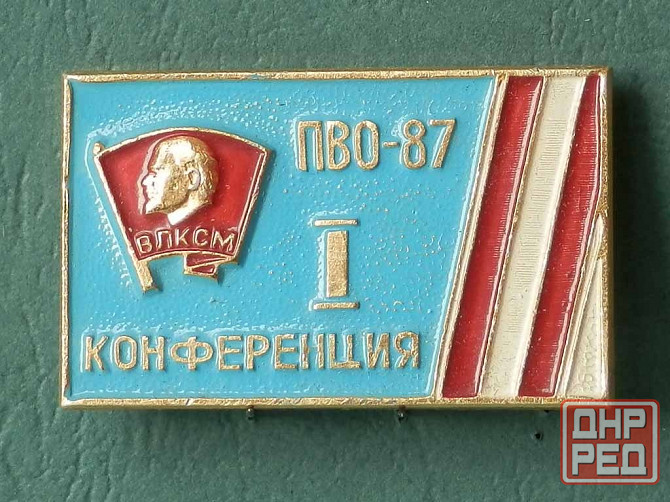 ПВО-87
ВЛКСМ
I
КОНФЕРЕНЦИЯ
ДНР
РЕД